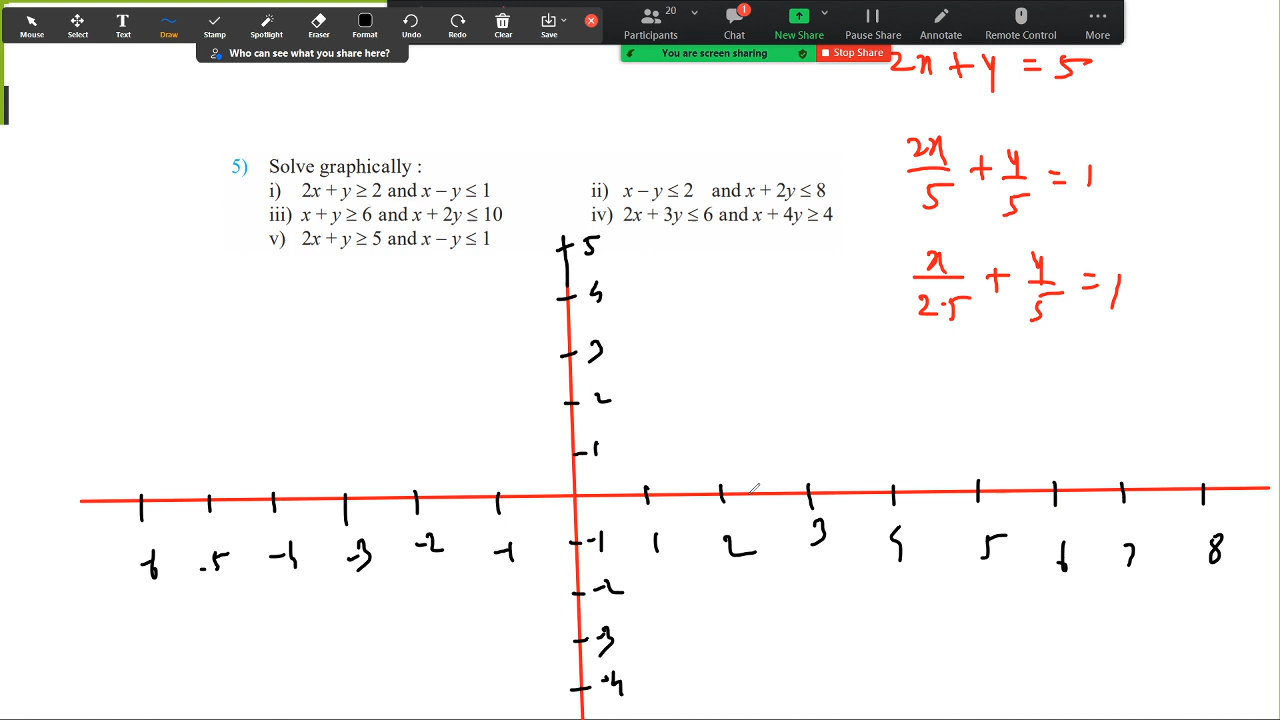 Mouse Select Text Draw Stamp Spotlight Eraser Format Undo Redo Clear Save
20 1
Participants Chat New Share Pause Share Annotate Remote Control More
Who can see what you share here?
You are screen sharing Stop Share
2x + y = 5
2x/5 + y/5 = 1
x/2.5 + y/5 = 1
5) Solve graphically :
i) 2x + y ≥ 2 and x – y ≤ 1 ii) x – y ≤ 2 and x + 2y ≤ 8
iii) x + y ≥ 6 and x + 2y ≤ 10 iv) 2x + 3y ≤ 6 and x + 4y ≥ 4
v) 2x + y ≥ 5 and x – y ≤ 1
5
4
3
2
1
-6 -5 -4 -3 -2 -1 1 2 3 4 5 6 7 8
-1
-2
-3
-4